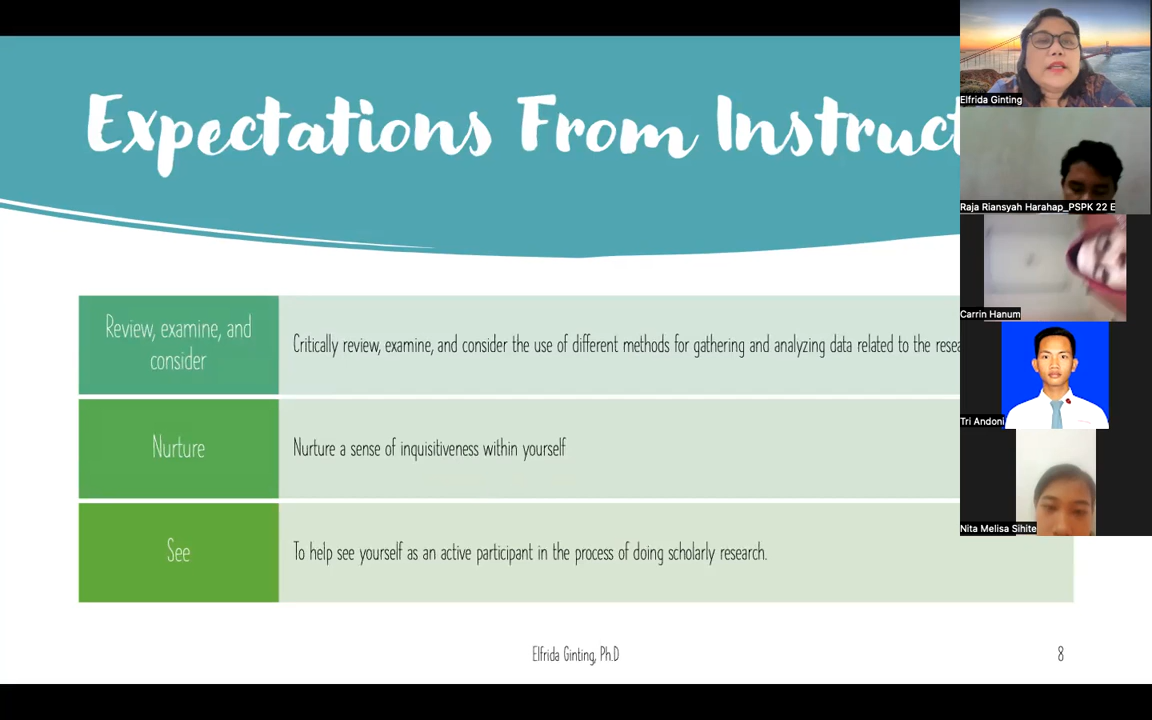 Expectations From Instruct
Review, examine, and
consider
Critically review, examine, and consider the use of different methods for gathering and analyzing data related to the resea
Nurture
Nurture a sense of inquisitiveness within yourself
See
To help see yourself as an active participant in the process of doing scholarly research.
Elfrida Ginting, Ph.D
8
Elfrida Ginting
Raja Riansyah Harahap_PSPK 22 E
Carrin Hanum
Tri Andoni
Nita Melisa Sihite